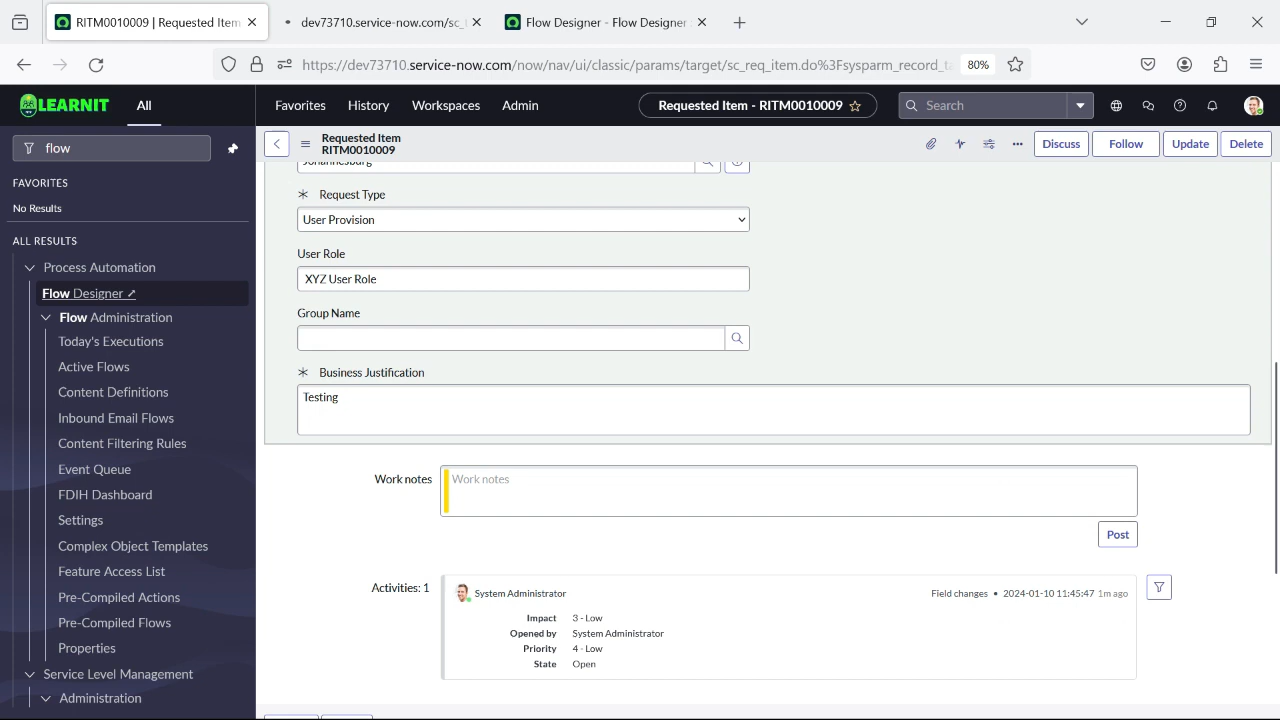 RITM0010009 | Requested Item
dev73710.service-now.com/sc_
Flow Designer - Flow Designer
https://dev73710.service-now.com/now/nav/ui/classic/params/target/sc_req_item.do%3Fsysparm_record_t
80%
LEARNIT
All
Favorites
History
Workspaces
Admin
Requested Item - RITM0010009
Search
flow
FAVORITES
No Results
ALL RESULTS
Process Automation
Flow Designer
Flow Administration
Today's Executions
Active Flows
Content Definitions
Inbound Email Flows
Content Filtering Rules
Event Queue
FDIH Dashboard
Settings
Complex Object Templates
Feature Access List
Pre-Compiled Actions
Pre-Compiled Flows
Properties
Service Level Management
Administration
Requested Item
RITM0010009
Discuss
Follow
Update
Delete
Johannesburg
Request Type
User Provision
User Role
XYZ User Role
Group Name
Business Justification
Testing
Work notes
Work notes
Post
Activities: 1
System Administrator
Field changes • 2024-01-10 11:45:47 1m ago
Impact 3 - Low
Opened by System Administrator
Priority 4 - Low
State Open